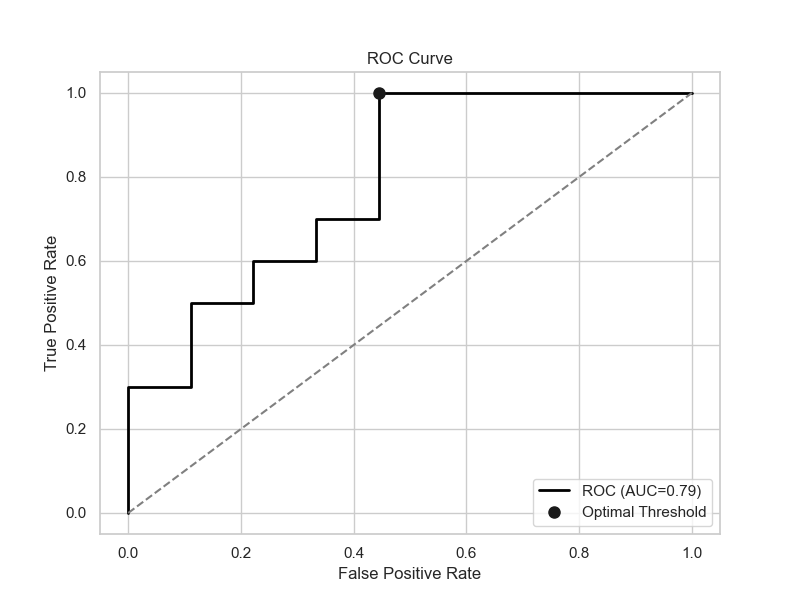 ROC Curve
True Positive Rate
1.0
0.8
0.6
0.4
0.2
0.0
ROC (AUC=0.79)
Optimal Threshold
0.0 0.2 0.4 0.6 0.8 1.0
False Positive Rate